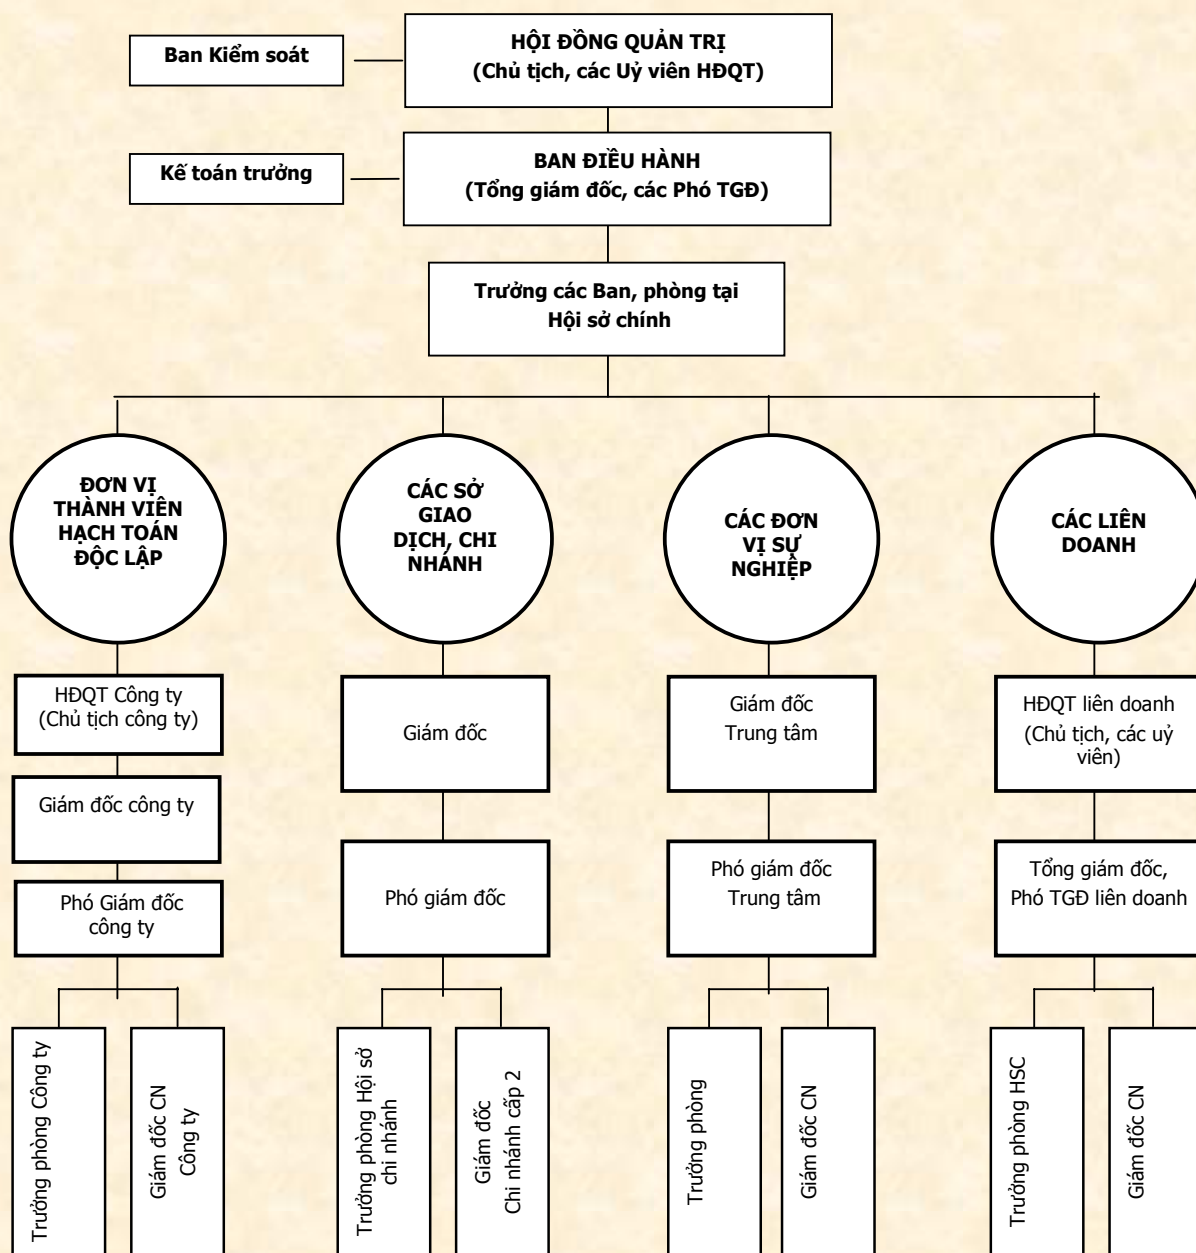 Ban Kiểm soát
HỘI ĐỒNG QUẢN TRỊ
(Chủ tịch, các Uỷ viên HĐQT)
Kế toán trưởng
BAN ĐIỀU HÀNH
(Tổng giám đốc, các Phó TGĐ)
Trưởng các Ban, phòng tại
Hội sở chính
ĐƠN VỊ
THÀNH VIÊN
HẠCH TOÁN
ĐỘC LẬP
CÁC SỞ
GIAO
DỊCH, CHI
NHÁNH
CÁC ĐƠN
VỊ SỰ
NGHIỆP
CÁC LIÊN
DOANH
HĐQT Công ty
(Chủ tịch công ty)
Giám đốc công ty
Phó Giám đốc
công ty
Giám đốc
Phó giám đốc
Giám đốc
Trung tâm
Phó giám đốc
Trung tâm
HĐQT liên doanh
(Chủ tịch, các uỷ
viên)
Tổng giám đốc,
Phó TGĐ liên doanh
Trưởng phòng Công ty
Giám đốc CN
Công ty
Trưởng phòng Hội sở
chi nhánh
Giám đốc
Chi nhánh cấp 2
Trưởng phòng
Giám đốc CN
Trưởng phòng HSC
Giám đốc CN